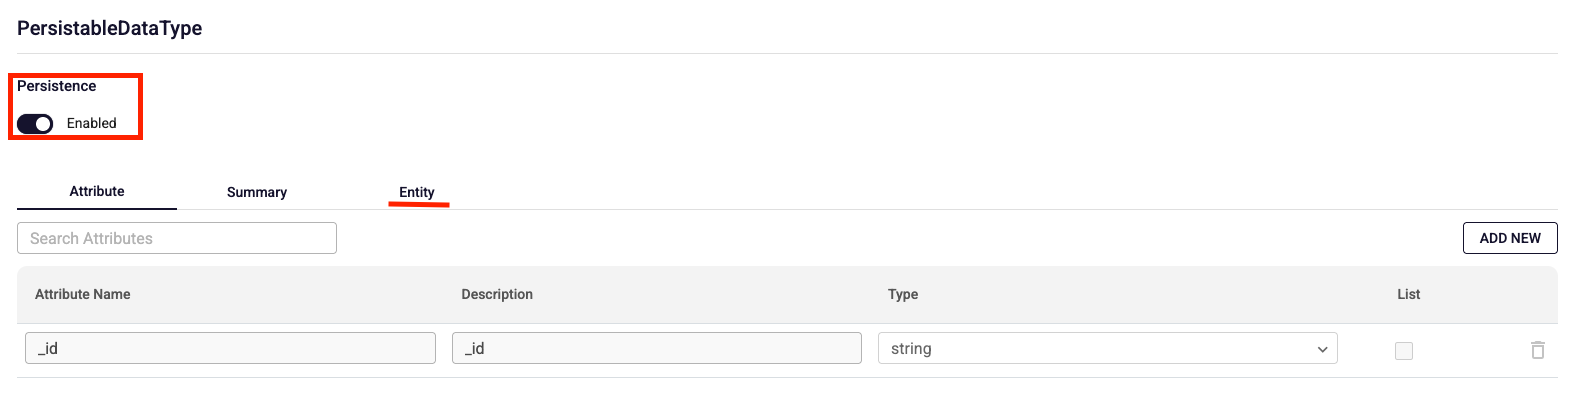 PersistableDataType
Persistence
Enabled
Attribute Summary Entity
Search Attributes ADD NEW
Attribute Name Description Type List
_id _id string